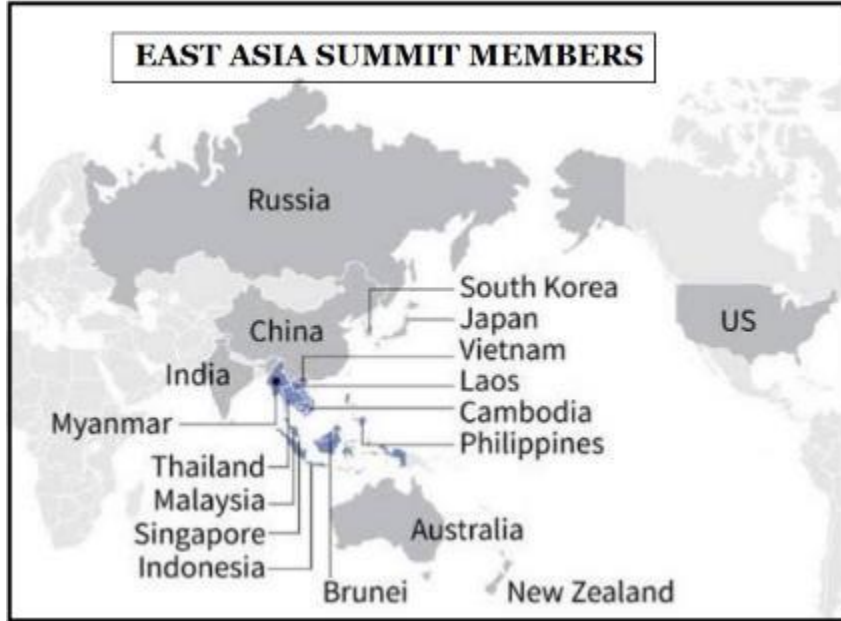 EAST ASIA SUMMIT MEMBERS
Russia
South Korea
Japan
China
US
Vietnam
India
Laos
Cambodia
Myanmar
Philippines
Thailand
Malaysia
Singapore
Australia
Indonesia
Brunei
New Zealand